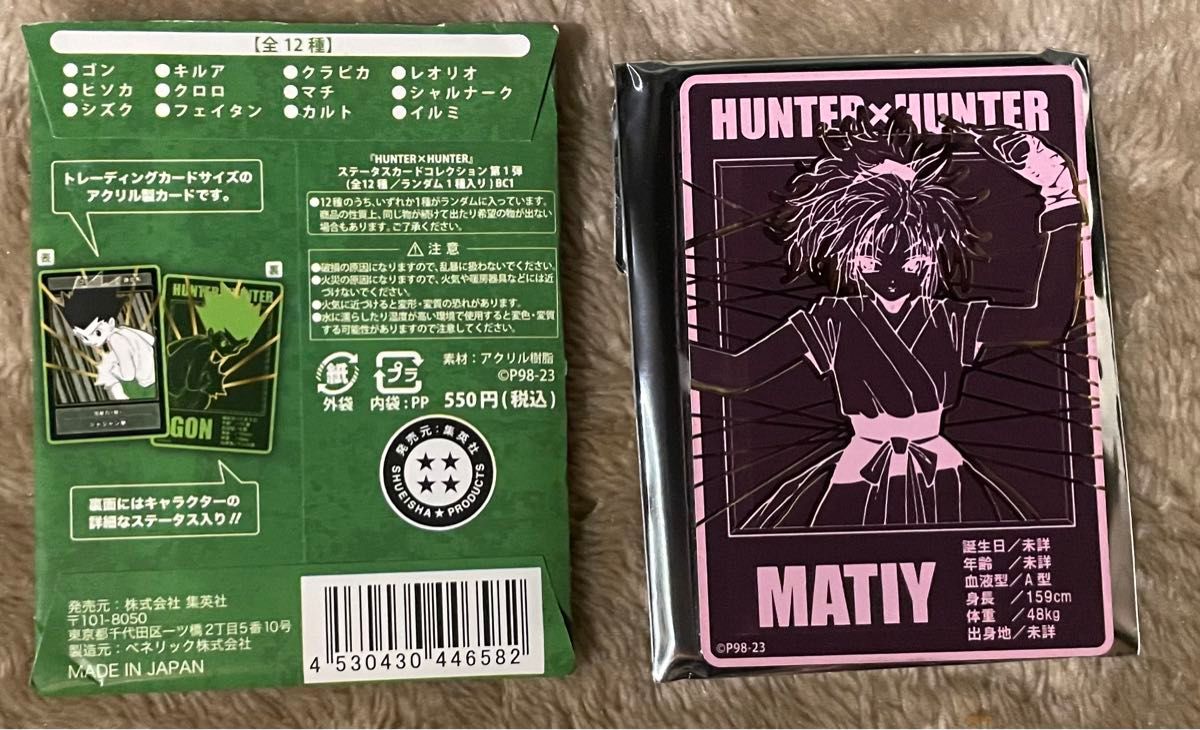 【全12種】
●ゴン ●キルア ●クラピカ ●レオリオ
●ヒソカ ●クロロ ●マチ ●シャルナーク
●シズク ●フェイタン ●カルト ●イルミ
トレーディングカードサイズの
アクリル製カードです。
表
裏
HUNTER×HUNTER
GON
裏面にはキャラクターの
詳細なステータス入り!!
『HUNTER×HUNTER』
ステータスカードコレクション 第1弾
(全12種/ランダム1種入り)BC1
●12種のうち、いずれか1種がランダムに入っています。
商品の性質上、同じ物が続けて出たり希望の物が出ない
場合もあります。ご了承ください。
⚠注意
●破損の原因になりますので、乱暴に扱わないでください。
●火災の原因になりますので、火気や暖房器具などには近
づけないでください。
●火気に近づけると変形・変質の恐れがあります。
●水に濡らしたり湿度が高い環境で使用すると変色・変質
する可能性がありますので注意してください。
紙
外袋
プラ
内袋:PP
素材:アクリル樹脂
©P98-23
550円(税込)
発売元:集英社
SHUEISHA★PRODUCTS
発売元:株式会社 集英社
〒101-8050
東京都千代田区一ツ橋2丁目5番10号
製造元:ベネリック株式会社
MADE IN JAPAN
4 530430 446582
HUNTER×HUNTER
MATIY
誕生日/未詳
年齢 /未詳
血液型/A型
身長 /159cm
体重 /48kg
出身地/未詳
©P98-23